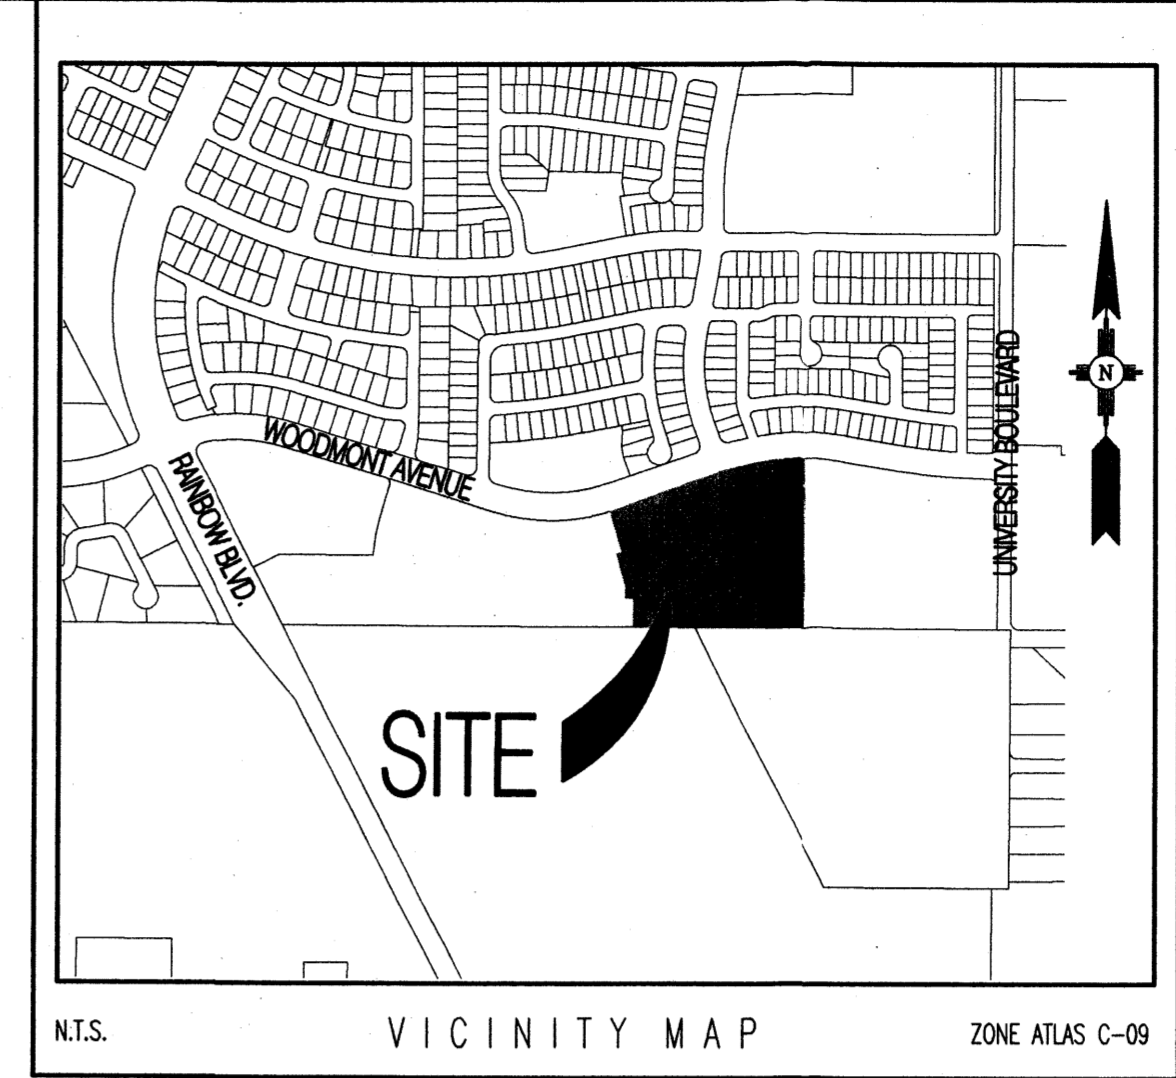 WOODMONT AVENUE
RAINBOW BLVD.
UNIVERSITY BOULEVARD
N
SITE
N.T.S.
VICINITY MAP
ZONE ATLAS C-09